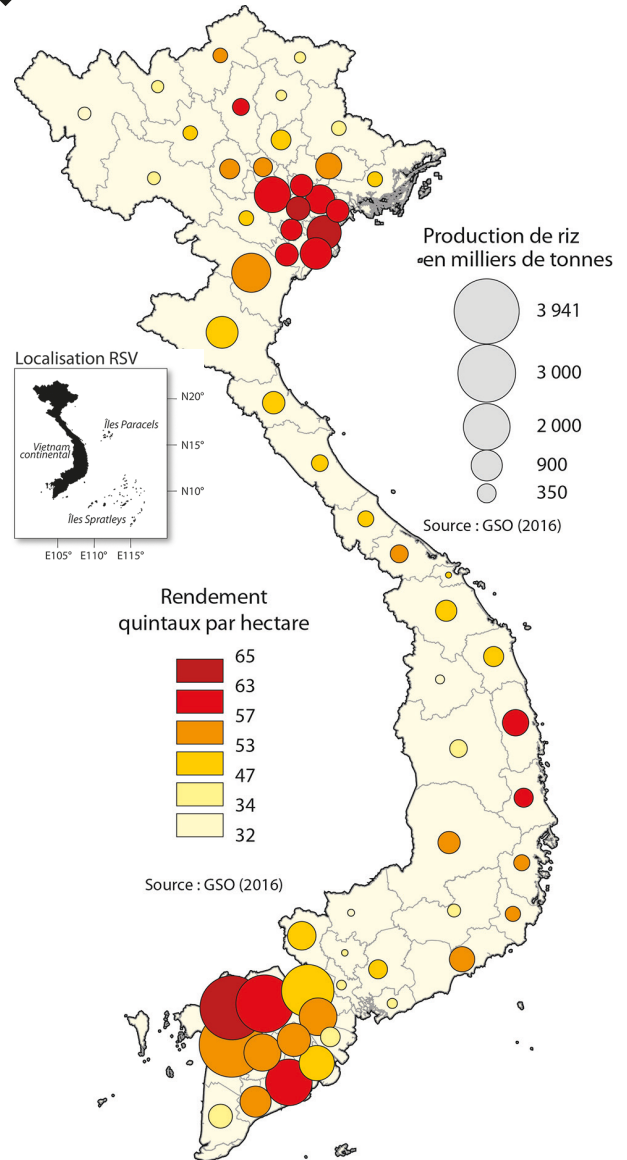 Production de riz
en milliers de tonnes
3 941
3 000
2 000
900
350
Source : GSO (2016)
Localisation RSV
N20°
Îles Paracels
Vietnam
continental
N15°
N10°
Îles Spratleys
E105° E110° E115°
Rendement
quintaux par hectare
65
63
57
53
47
34
32
Source : GSO (2016)